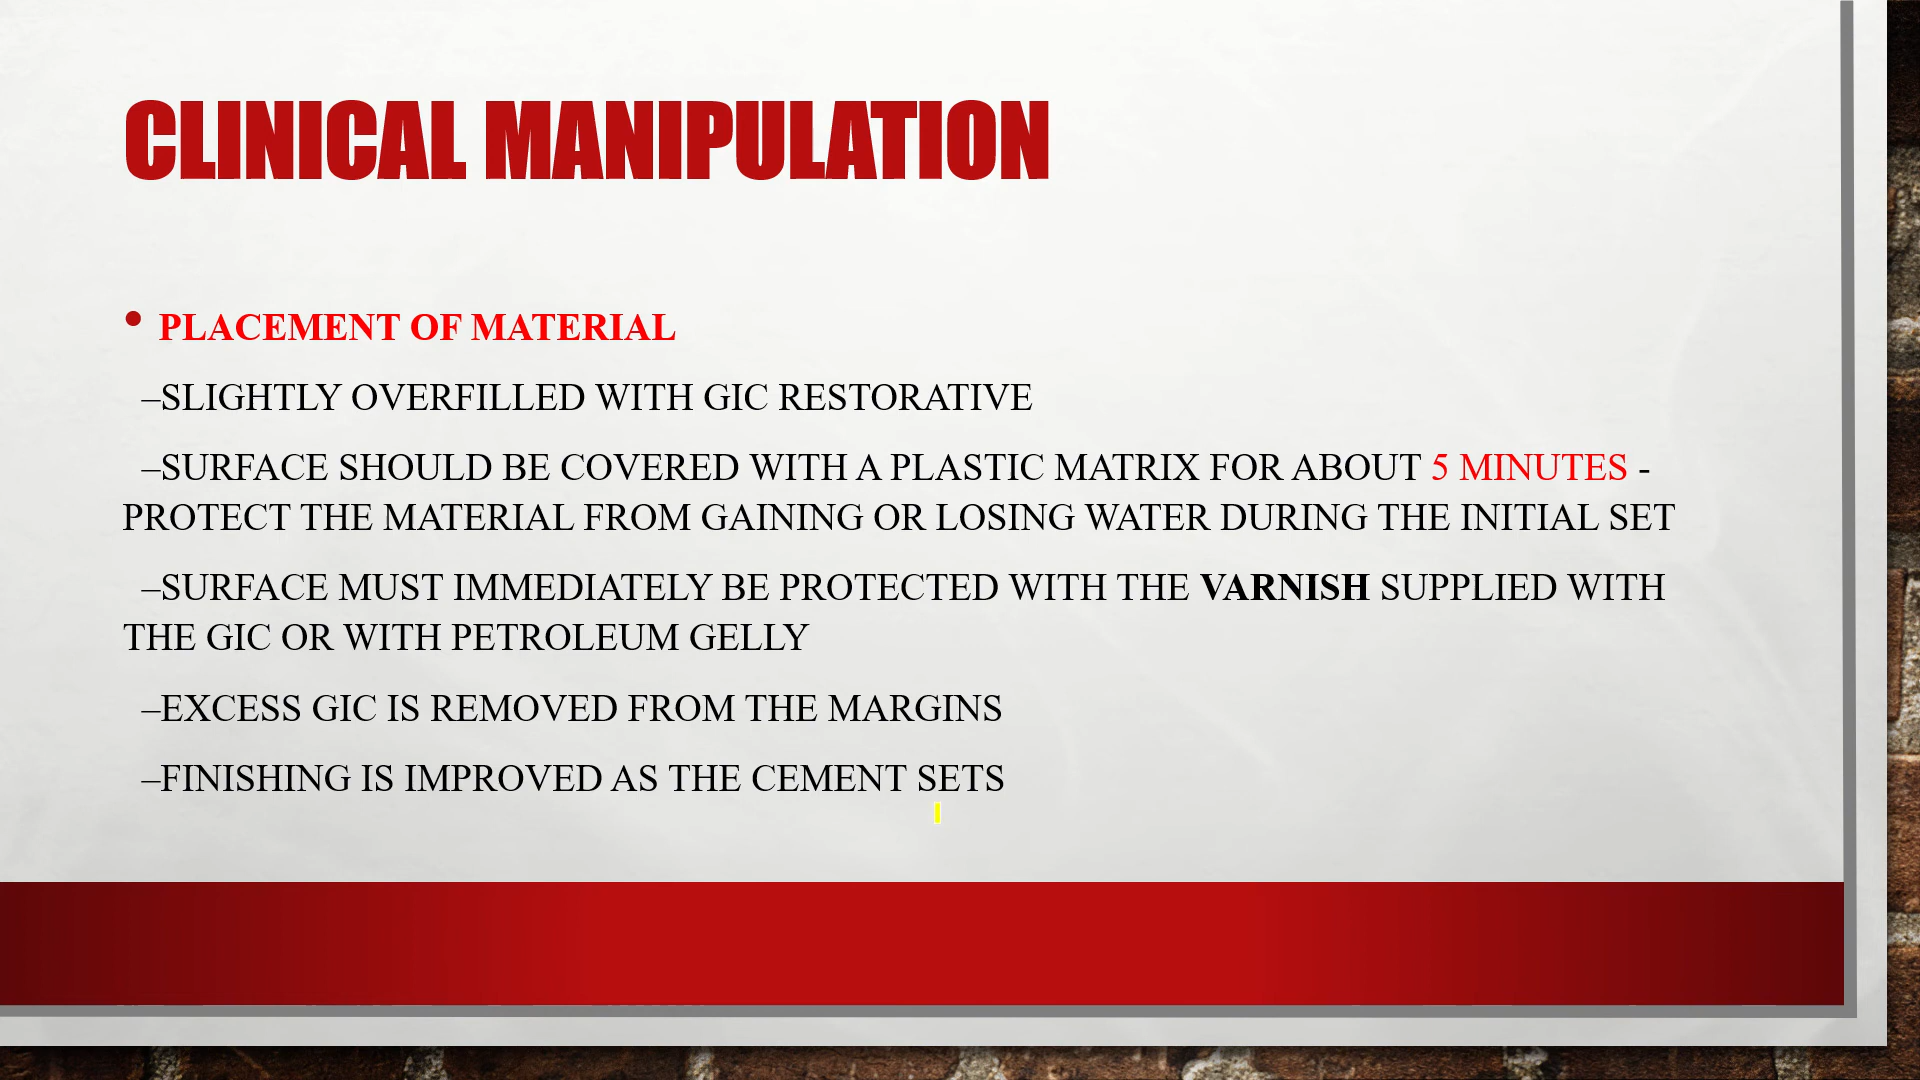 CLINICAL MANIPULATION
• PLACEMENT OF MATERIAL
–SLIGHTLY OVERFILLED WITH GIC RESTORATIVE
–SURFACE SHOULD BE COVERED WITH A PLASTIC MATRIX FOR ABOUT 5 MINUTES -
PROTECT THE MATERIAL FROM GAINING OR LOSING WATER DURING THE INITIAL SET
–SURFACE MUST IMMEDIATELY BE PROTECTED WITH THE VARNISH SUPPLIED WITH
THE GIC OR WITH PETROLEUM GELLY
–EXCESS GIC IS REMOVED FROM THE MARGINS
–FINISHING IS IMPROVED AS THE CEMENT SETS